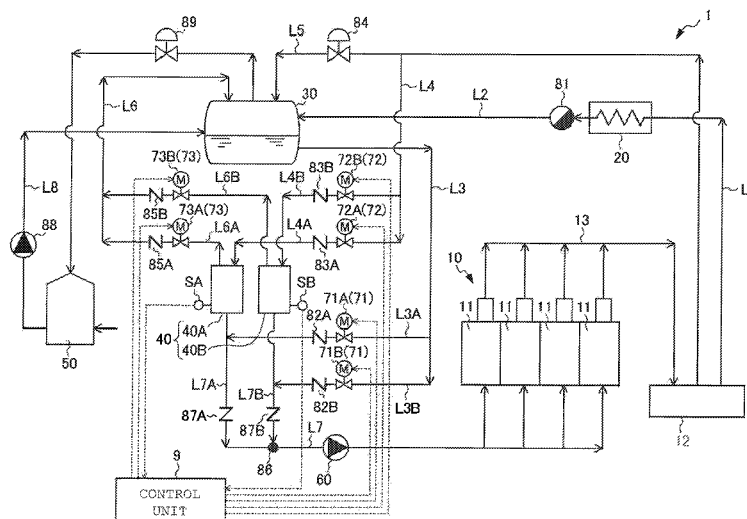 89
84
1
L5
L4
L6
30
L2
81
20
L
73B(73)
72B(72)
L6B
L4B
83B
L3
L8
73A(73)
72A(72)
85B
L6A
L4A
88
13
85A
83A
10
SA
SB
71A(71)
11
11
11
11
82A
L3A
40
40A
40B
71B(71)
50
L7A
L7B
82B
L3B
87A
87B
L7
12
9
86
60
CONTROL
UNIT
M
M
M
M
M
M